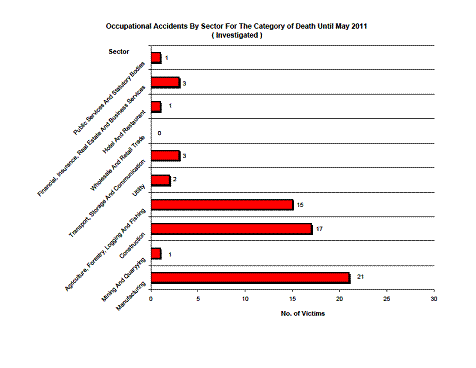 Occupational Accidents By Sector For The Category of Death Until May 2011
( Investigated )
Sector
Public Services And Statutory Bodies
1
Financial, Insurance, Real Estate And Business Services
3
Hotel And Restaurant
1
Wholesale And Retail Trade
0
Transport, Storage And Communication
3
Utility
2
Agriculture, Forestry, Logging And Fishing
15
Construction
17
Mining And Quarrying
1
Manufacturing
21
0 5 10 15 20 25 30
No. of Victims